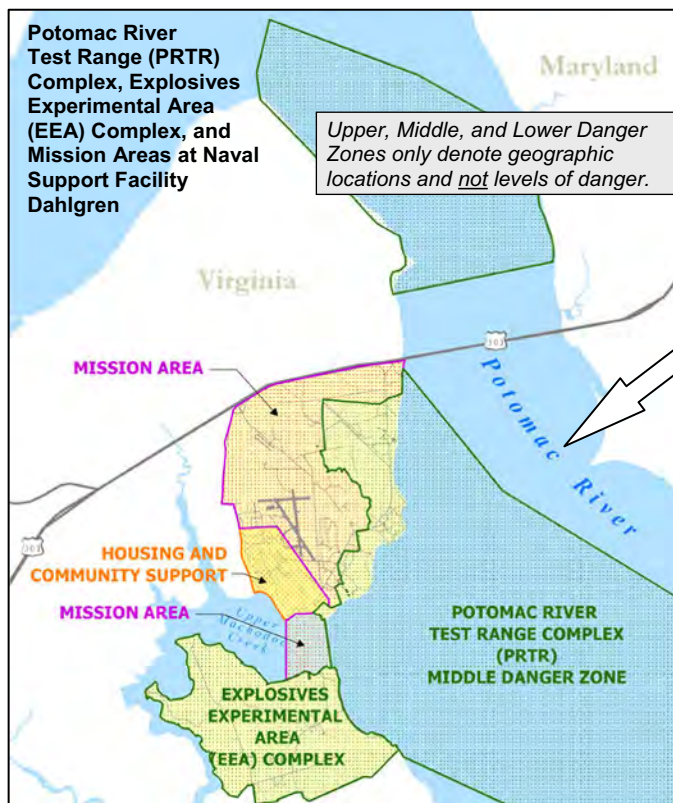 Potomac River
Test Range (PRTR)
Complex, Explosives
Experimental Area
(EEA) Complex, and
Mission Areas at Naval
Support Facility
Dahlgren
Maryland
Upper, Middle, and Lower Danger
Zones only denote geographic
locations and not levels of danger.
Virginia
301
MISSION AREA
Potomac River
301
HOUSING AND
COMMUNITY SUPPORT
MISSION AREA
Upper
Machodoc
Creek
POTOMAC RIVER
TEST RANGE COMPLEX
(PRTR)
MIDDLE DANGER ZONE
EXPLOSIVES
EXPERIMENTAL
AREA
(EEA) COMPLEX